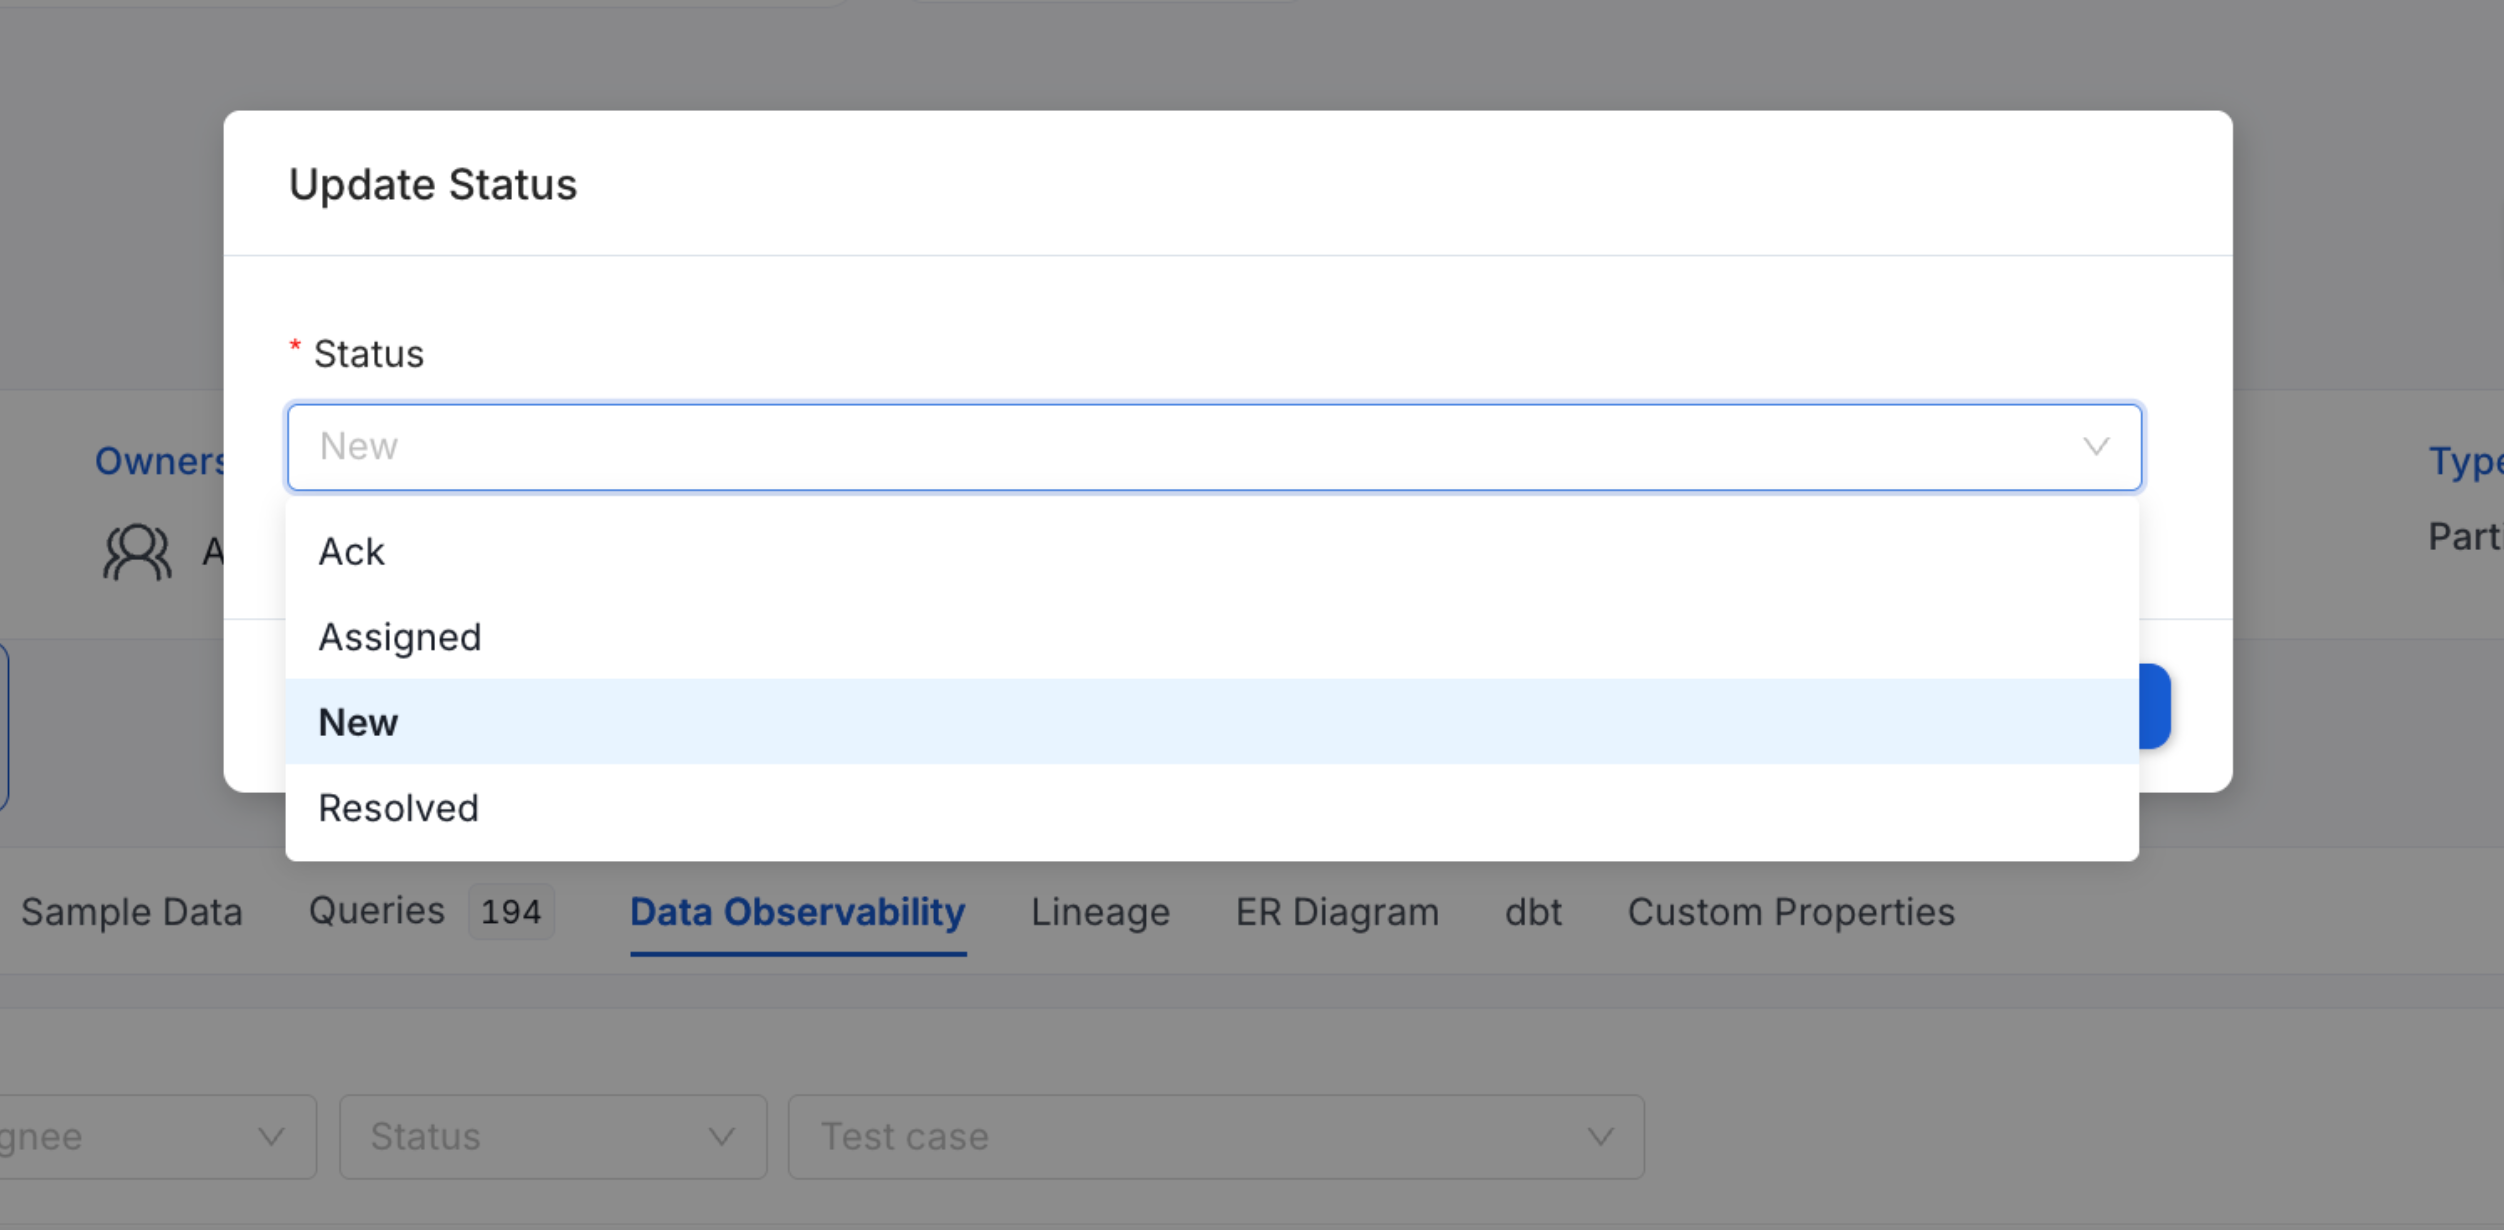 Update Status
* Status
New
Owners
Type
Ack
Parti
A
Assigned
New
Resolved
Sample Data Queries 194 Data Observability Lineage ER Diagram dbt Custom Properties
gnee Status Test case